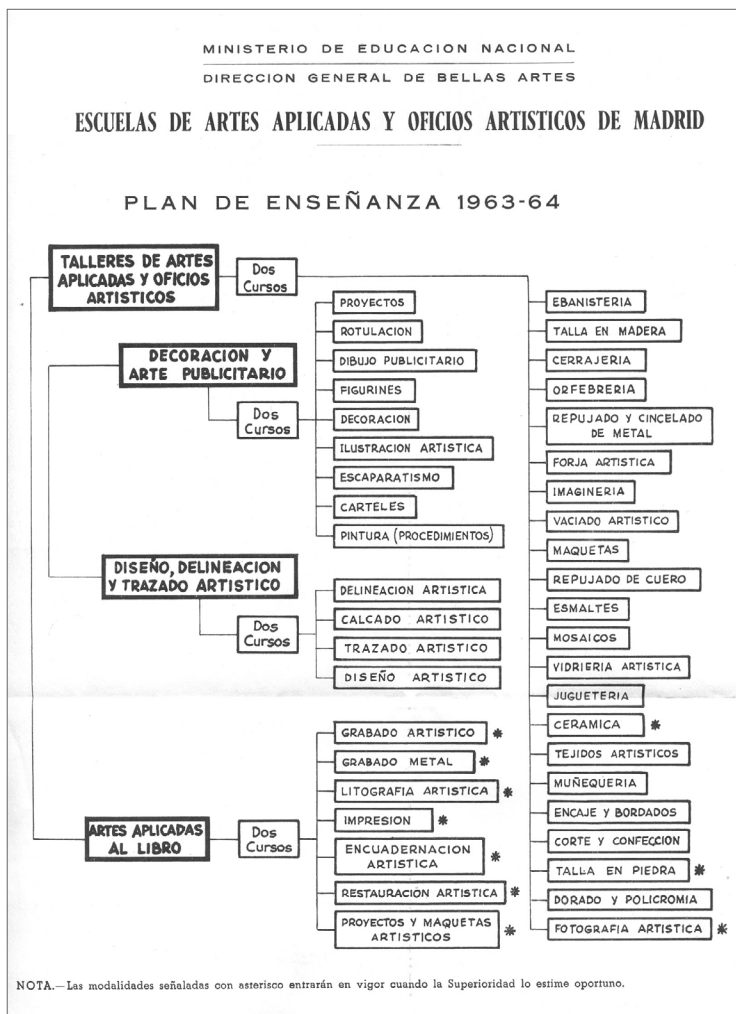 MINISTERIO DE EDUCACION NACIONAL
DIRECCION GENERAL DE BELLAS ARTES
ESCUELAS DE ARTES APLICADAS Y OFICIOS ARTISTICOS DE MADRID
PLAN DE ENSEÑANZA 1963-64
TALLERES DE ARTES
APLICADAS Y OFICIOS
ARTISTICOS
Dos
Cursos
EBANISTERIA
TALLA EN MADERA
CERRAJERIA
ORFEBRERIA
REPUJADO Y CINCELADO
DE METAL
FORJA ARTISTICA
IMAGINERIA
VACIADO ARTISTICO
MAQUETAS
REPUJADO DE CUERO
ESMALTES
MOSAICOS
VIDRIERIA ARTISTICA
JUGUETERIA
CERAMICA *
TEJIDOS ARTISTICOS
MUÑEQUERIA
ENCAJE Y BORDADOS
CORTE Y CONFECCION
TALLA EN PIEDRA *
DORADO Y POLICROMIA
FOTOGRAFIA ARTISTICA *
DECORACION Y
ARTE PUBLICITARIO
Dos
Cursos
PROYECTOS
ROTULACION
DIBUJO PUBLICITARIO
FIGURINES
DECORACION
ILUSTRACION ARTISTICA
ESCAPARATISMO
CARTELES
PINTURA (PROCEDIMIENTOS)
DISEÑO, DELINEACION
Y TRAZADO ARTISTICO
Dos
Cursos
DELINEACION ARTISTICA
CALCADO ARTISTICO
TRAZADO ARTISTICO
DISEÑO ARTISTICO
ARTES APLICADAS
AL LIBRO
Dos
Cursos
GRABADO ARTISTICO *
GRABADO METAL *
LITOGRAFIA ARTISTICA *
IMPRESION *
ENCUADERNACION
ARTISTICA *
RESTAURACIÓN ARTISTICA *
PROYECTOS Y MAQUETAS
ARTISTICOS *
NOTA.—Las modalidades señaladas con asterisco entrarán en vigor cuando la Superioridad lo estime oportuno.